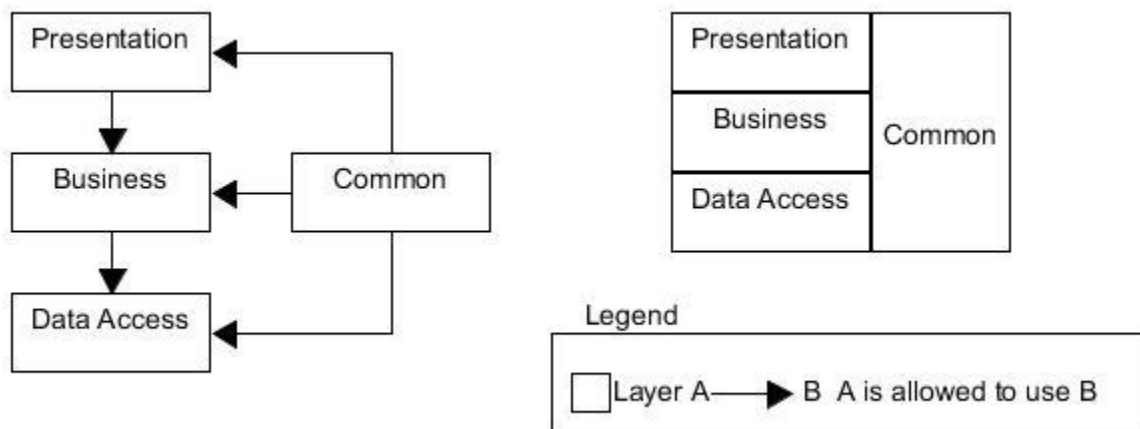 Presentation
Business
Common
Data Access
Presentation
Business
Data Access
Common
Legend
Layer A B A is allowed to use B